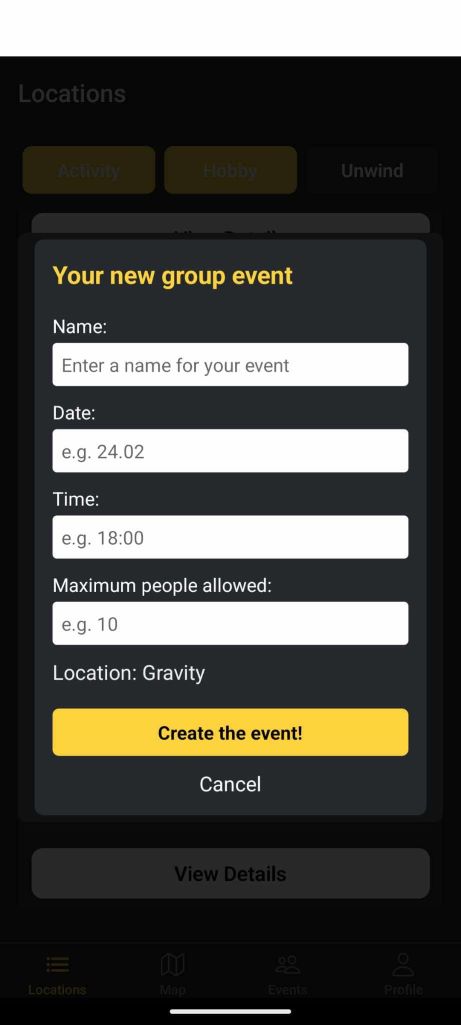 Locations
Activity
Hobby
Unwind
Your new group event
Name:
Enter a name for your event
Date:
e.g. 24.02
Time:
e.g. 18:00
Maximum people allowed:
e.g. 10
Location: Gravity
Create the event!
Cancel
View Details
Locations
Map
Events
Profile